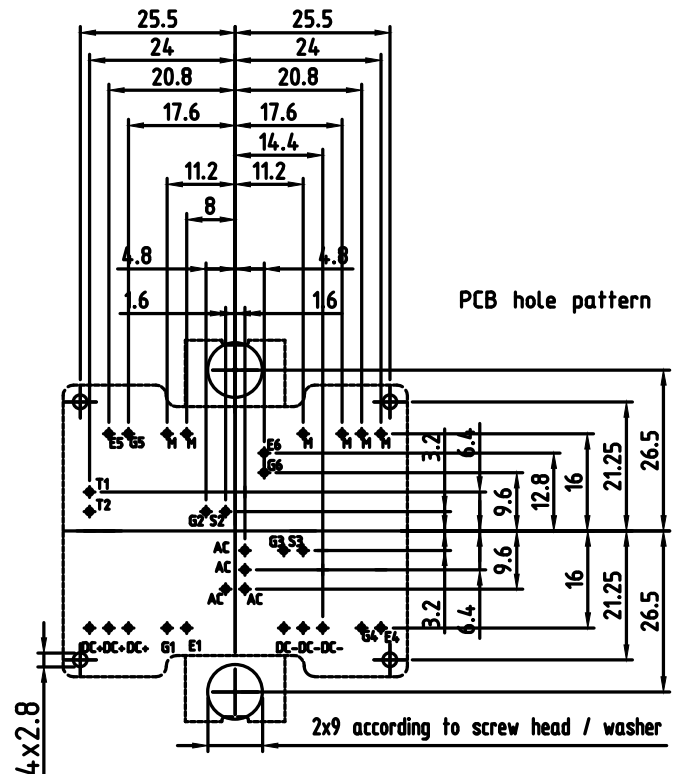 25.5 25.5
24 24
20.8 20.8
17.6 17.6
14.4
11.2 11.2
8
4.8 4.8
1.6 1.6
PCB hole pattern
E5 G5 M M M M M M
E6
G6
T1
T2
G2 S2
3.2
6.4
9.6
12.8
16
21.25
26.5
AC G3 S3
AC
AC AC
3.2
6.4
9.6
16
21.25
26.5
DC+ DC+ DC+ G1 E1 DC- DC- DC- G4 E4
4x2.8
2x9 according to screw head / washer